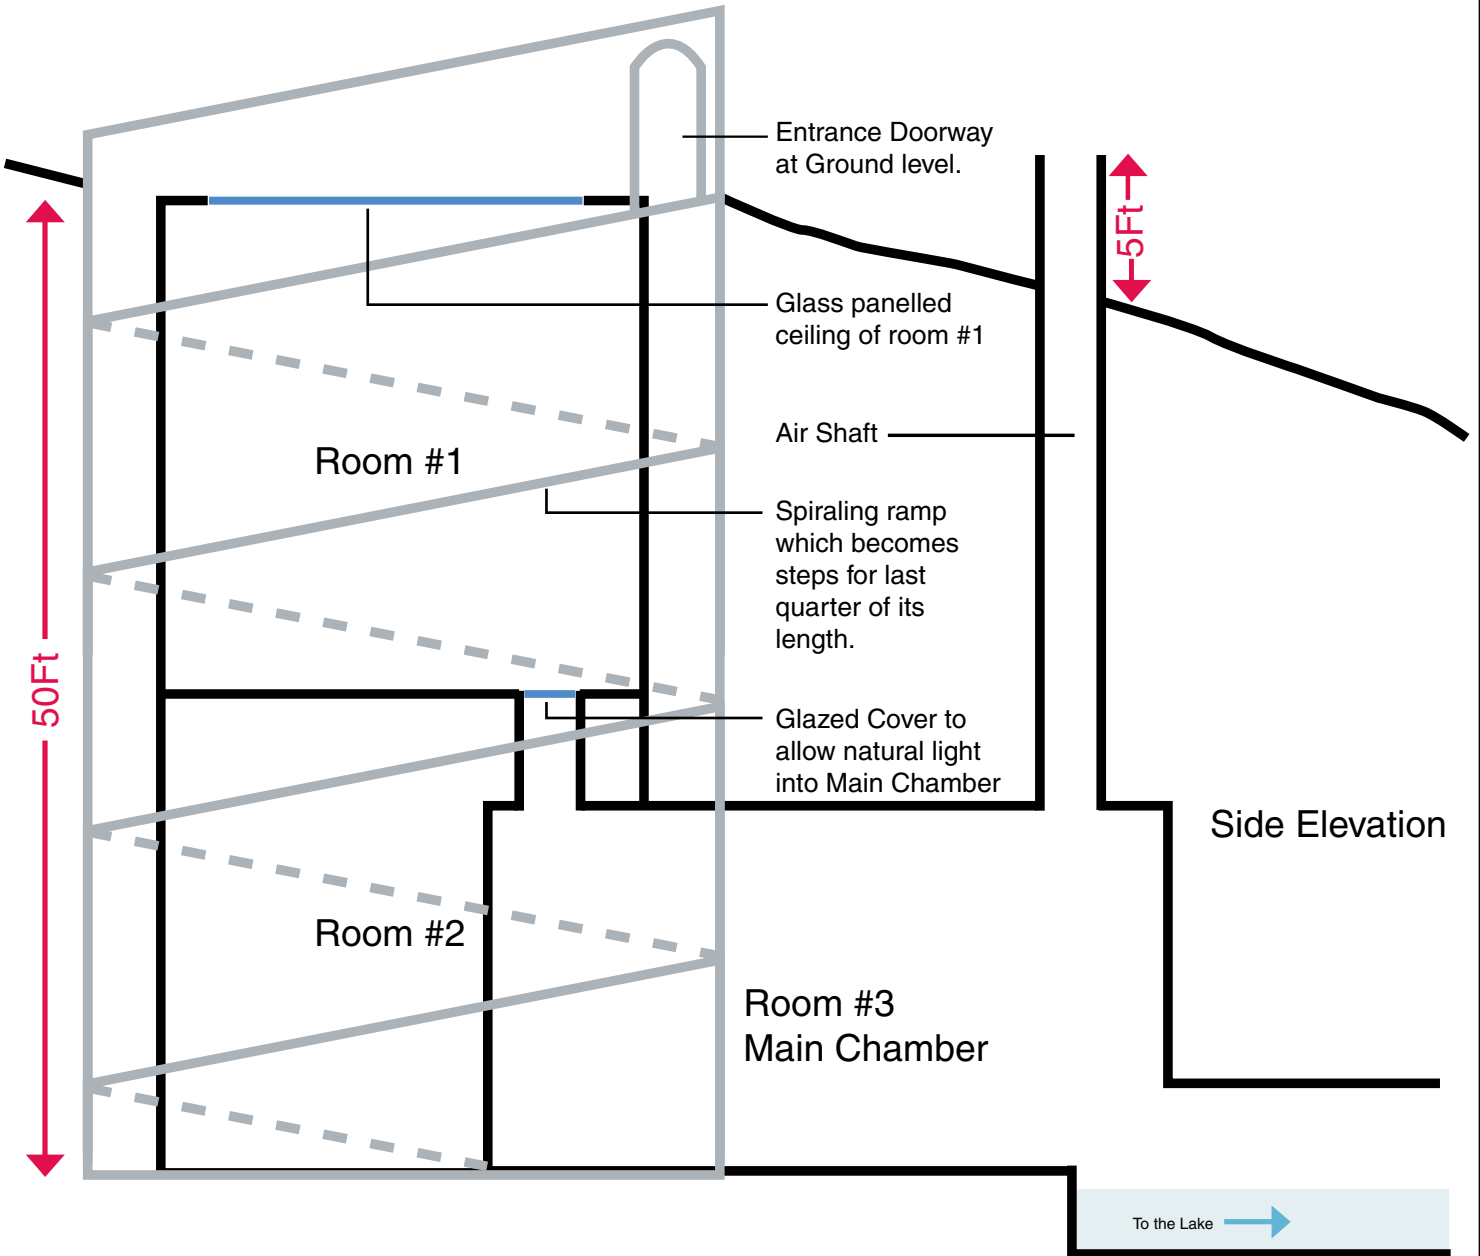 Entrance Doorway
at Ground level.
5Ft
Glass panelled
ceiling of room #1
Air Shaft
Room #1
Spiraling ramp
which becomes
steps for last
quarter of its
length.
50Ft
Glazed Cover to
allow natural light
into Main Chamber
Side Elevation
Room #2
Room #3
Main Chamber
To the Lake